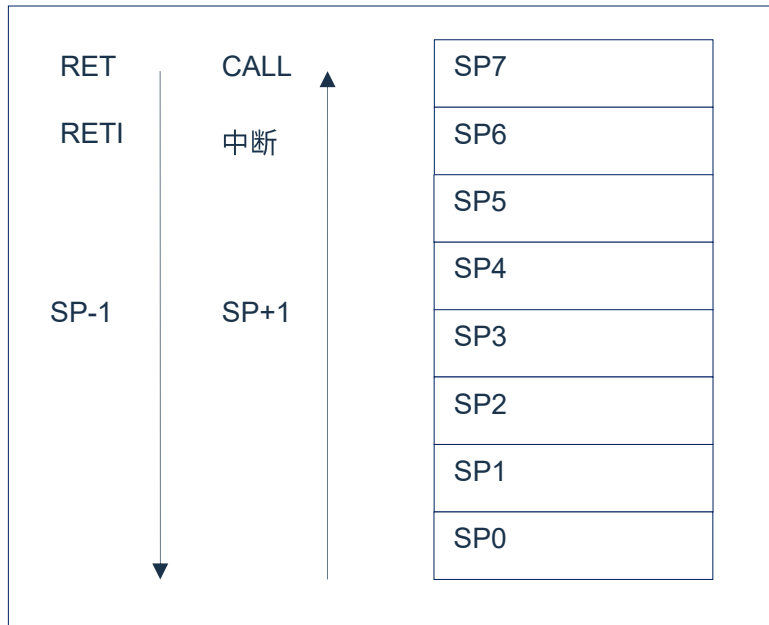 RET
CALL
SP7
RETI
中断
SP6
SP5
SP4
SP-1
SP+1
SP3
SP2
SP1
SP0